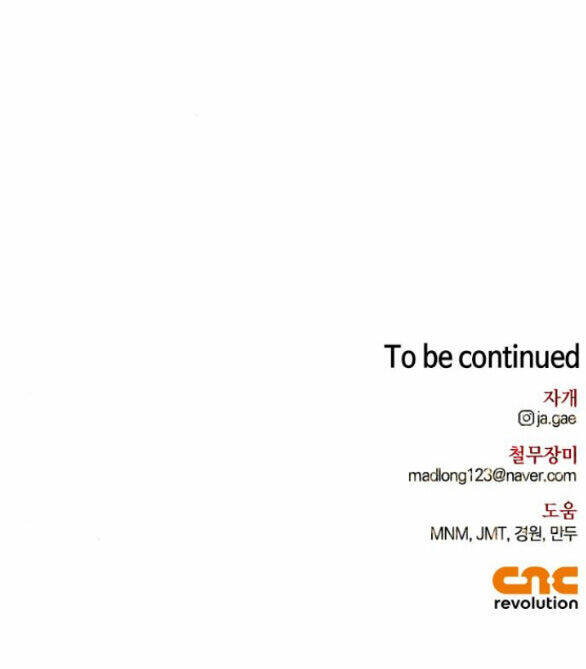 To be continued
자개
ja.gae
철무장미
madlong123@naver.com
도움
MNM, JMT, 경원, 만두
cnc
revolution